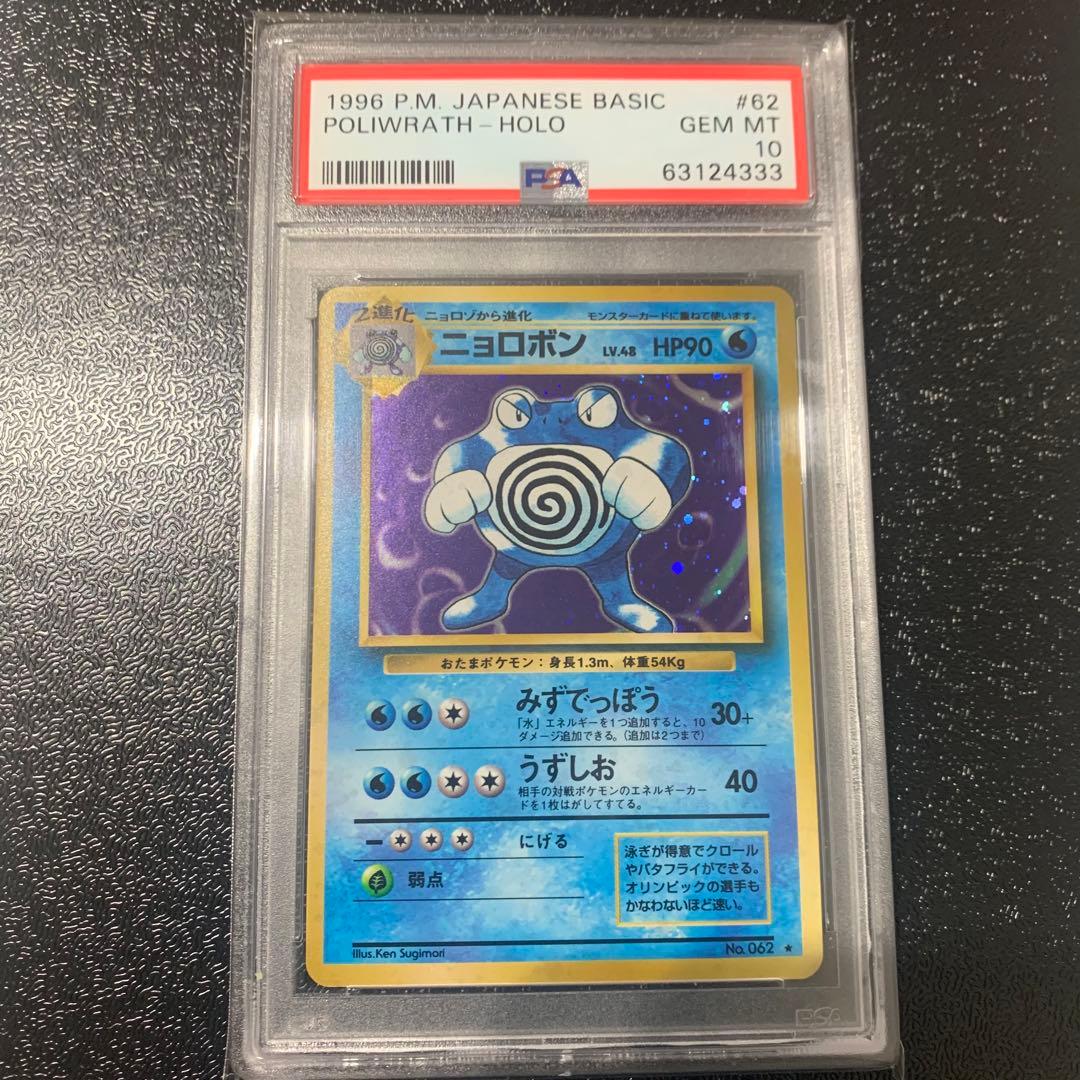 1996 P.M. JAPANESE BASIC #62
POLIWRATH - HOLO GEM MT
10
PSA 63124333
2進化 ニョロゾから進化 モンスターカードに重ねて使います。
ニョロボン LV.48 HP90
おたまポケモン:身長1.3m、体重54Kg
みずでっぽう 30+
「水」エネルギーを1つ追加すると、10
ダメージ追加できる。(追加は2つまで)
うずしお 40
相手の対戦ポケモンのエネルギーカー
ドを1枚はがしてすてる。
にげる
弱点
泳ぎが得意でクロール
やバタフライができる。
オリンピックの選手も
かなわないほど速い。
Illus.Ken Sugimori No.062 ★
PSA